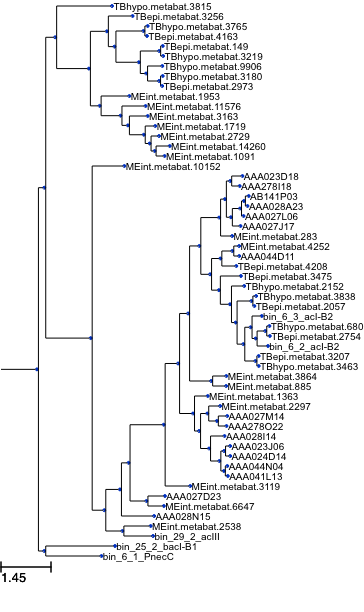 TBhypo.metabat.3815
TBepi.metabat.3256
TBhypo.metabat.3765
TBepi.metabat.4163
TBepi.metabat.149
TBhypo.metabat.3219
TBhypo.metabat.9906
TBhypo.metabat.3180
TBepi.metabat.2973
MEint.metabat.1953
MEint.metabat.11576
MEint.metabat.3163
MEint.metabat.1719
MEint.metabat.2729
MEint.metabat.14260
MEint.metabat.1091
MEint.metabat.10152
AAA023D18
AAA278I18
AB141P03
AAA028A23
AAA027L06
AAA027J17
MEint.metabat.283
MEint.metabat.4252
AAA044D11
TBepi.metabat.4208
TBepi.metabat.3475
TBhypo.metabat.2152
TBhypo.metabat.3838
TBepi.metabat.2057
bin_6_3_acI-B2
TBhypo.metabat.680
TBepi.metabat.2754
bin_6_2_acI-B2
TBepi.metabat.3207
TBhypo.metabat.3463
MEint.metabat.3864
MEint.metabat.885
MEint.metabat.1363
MEint.metabat.2297
AAA027M14
AAA278O22
AAA028I14
AAA023J06
AAA024D14
AAA044N04
AAA041L13
MEint.metabat.3119
AAA027D23
MEint.metabat.6647
AAA028N15
MEint.metabat.2538
bin_29_2_acIII
bin_25_2_bacI-B1
bin_6_1_PnecC
1.45